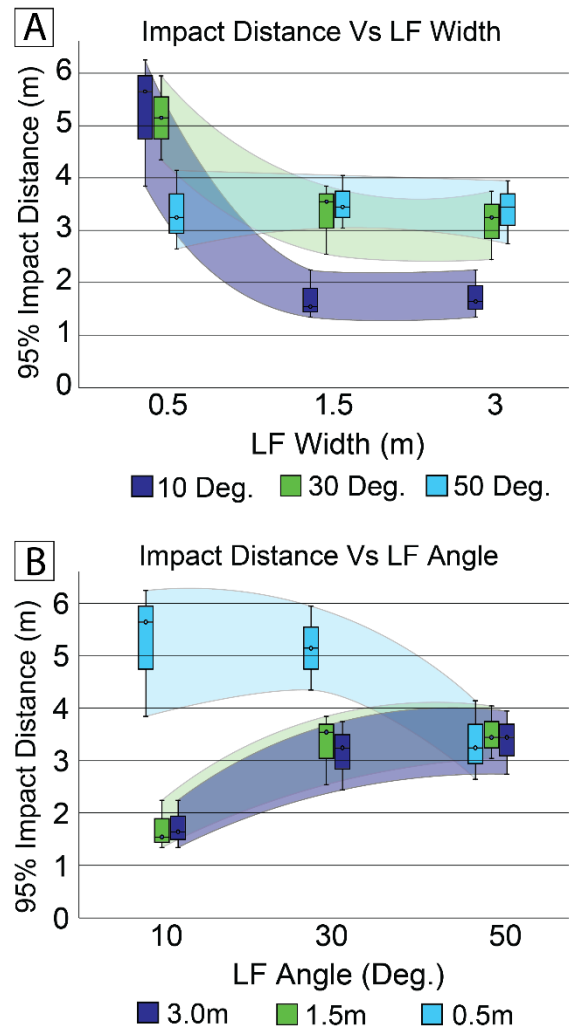 A
Impact Distance Vs LF Width
95% Impact Distance (m)
6
5
4
3
2
1
0
0.5 1.5 3
LF Width (m)
10 Deg. 30 Deg. 50 Deg.
B
Impact Distance Vs LF Angle
95% Impact Distance (m)
6
5
4
3
2
1
0
10 30 50
LF Angle (Deg.)
3.0m 1.5m 0.5m